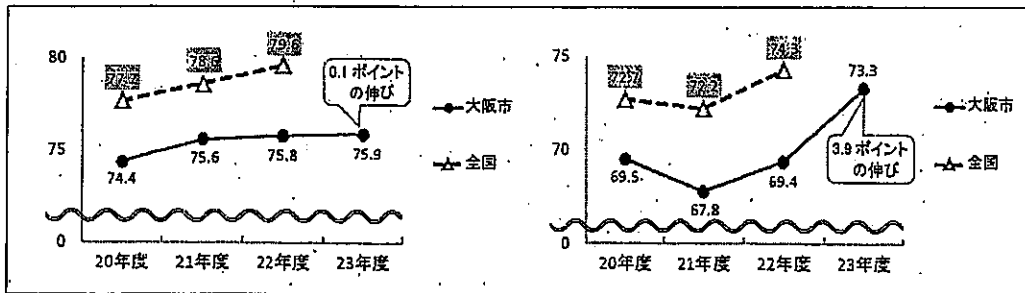 80
75
0
77.2
78.6
79.6
74.4
75.6
75.8
75.9
0.1 ポイント
の伸び
大阪市
全国
20年度
21年度
22年度
23年度
75
70
0
72.7
72.2
74.3
69.5
67.8
69.4
73.3
3.9 ポイント
の伸び
大阪市
全国
20年度
21年度
22年度
23年度